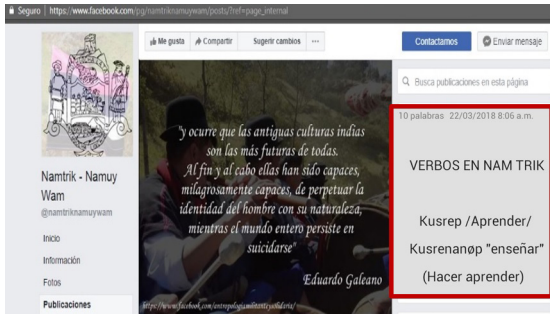 Seguro | https://www.facebook.com/pg/namtriknamuywam/posts/?ref=page_internal
Me gusta Compartir Sugerir cambios ...
Contactarnos Enviar mensaje
Busca publicaciones en esta página
"y ocurre que las antiguas culturas indias
son las más futuras de todas.
Al fin y al cabo ellas han sido capaces,
milagrosamente capaces, de perpetuar la
identidad del hombre con su naturaleza,
mientras el mundo entero persiste en
suicidarse"
Eduardo Galeano
https://www.facebook.com/antropologiamilitanteysolidaria/
Namtrik - Namuy
Wam
@namtriknamuywam
Inicio
Información
Fotos
Publicaciones
10 palabras 22/03/2018 8:06 a.m.
VERBOS EN NAM TRIK
Kusrep /Aprender/
Kusrenanøp "enseñar"
(Hacer aprender)